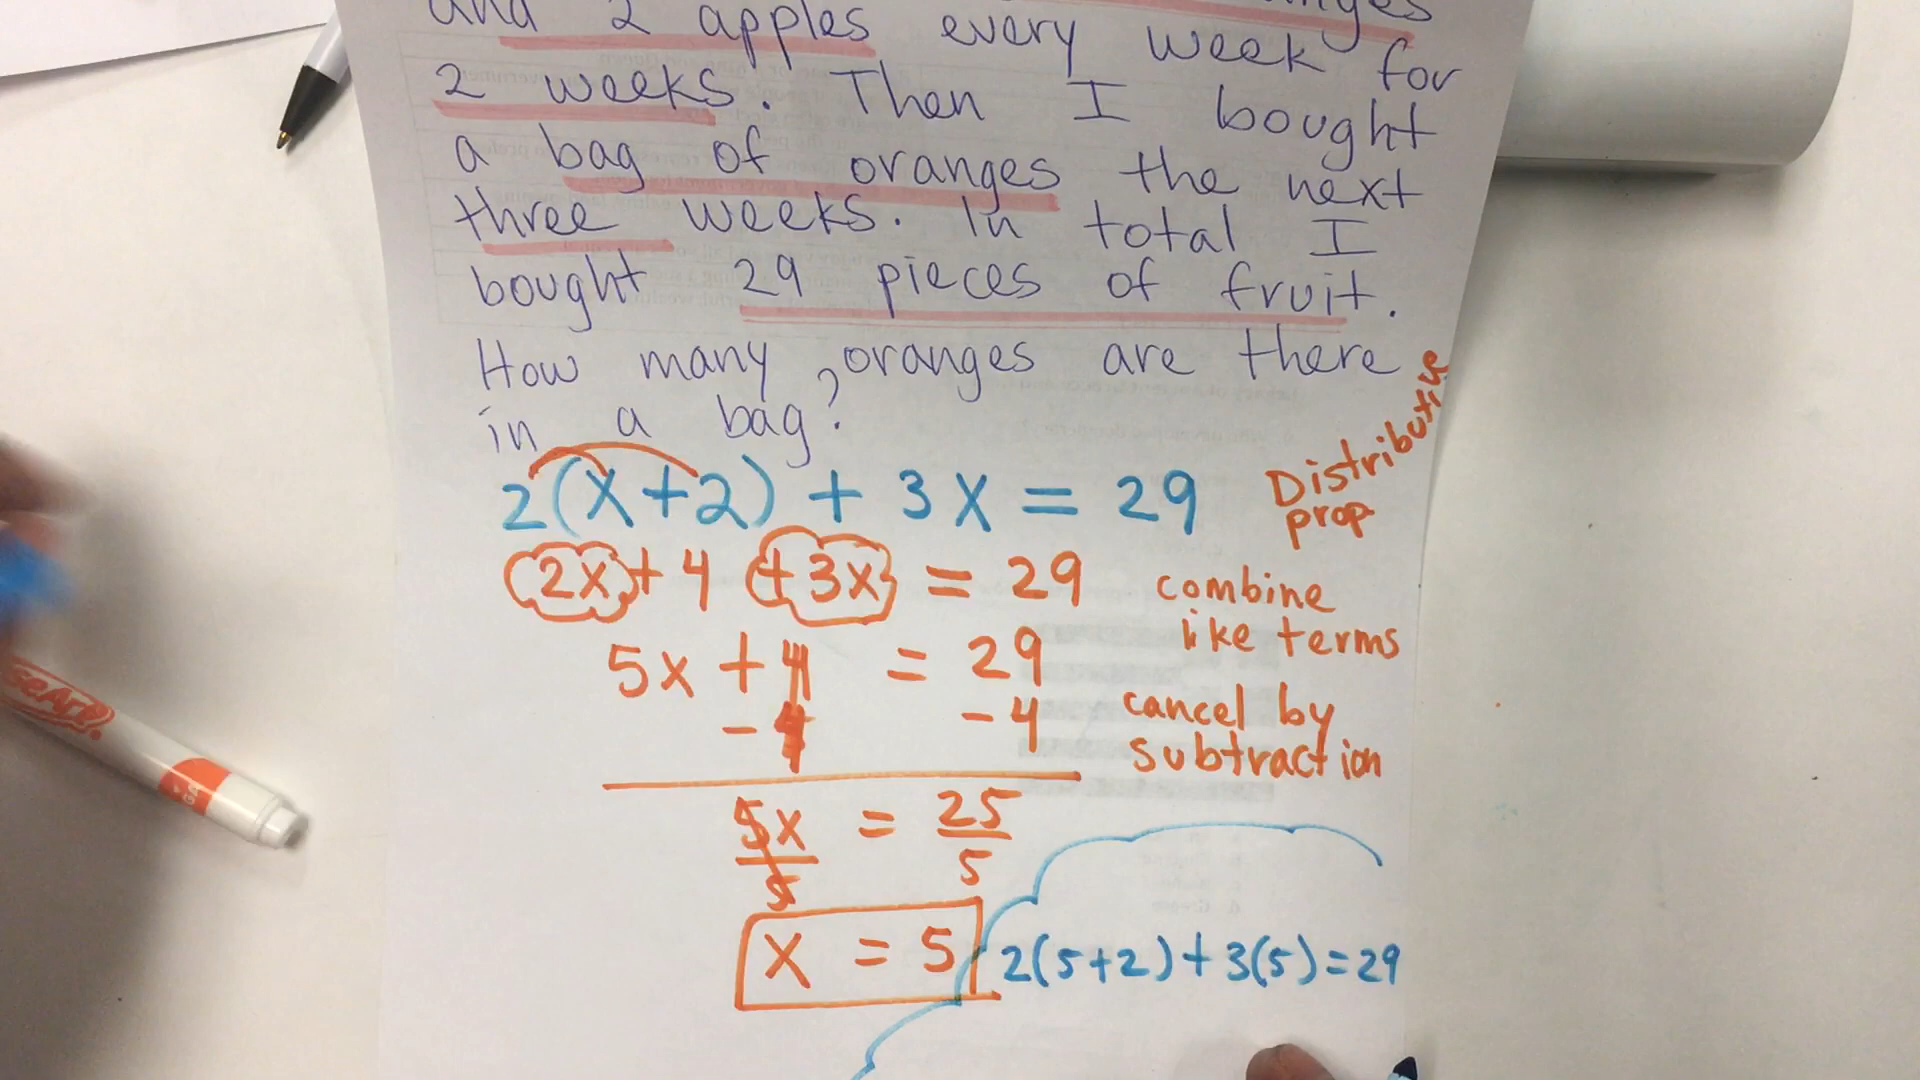 and 2 apples every week for
2 weeks. Then I bought
a bag of oranges the next
three weeks. In total I
bought 29 pieces of fruit.
How many oranges are there
in a bag?
2(x+2) + 3x = 29
Distributive
prop
2x + 4 + 3x = 29
combine
like terms
5x + 4 = 29
- 4 - 4
cancel by
subtraction
5x = 25
5 5
x = 5
2(5+2)+3(5)=29